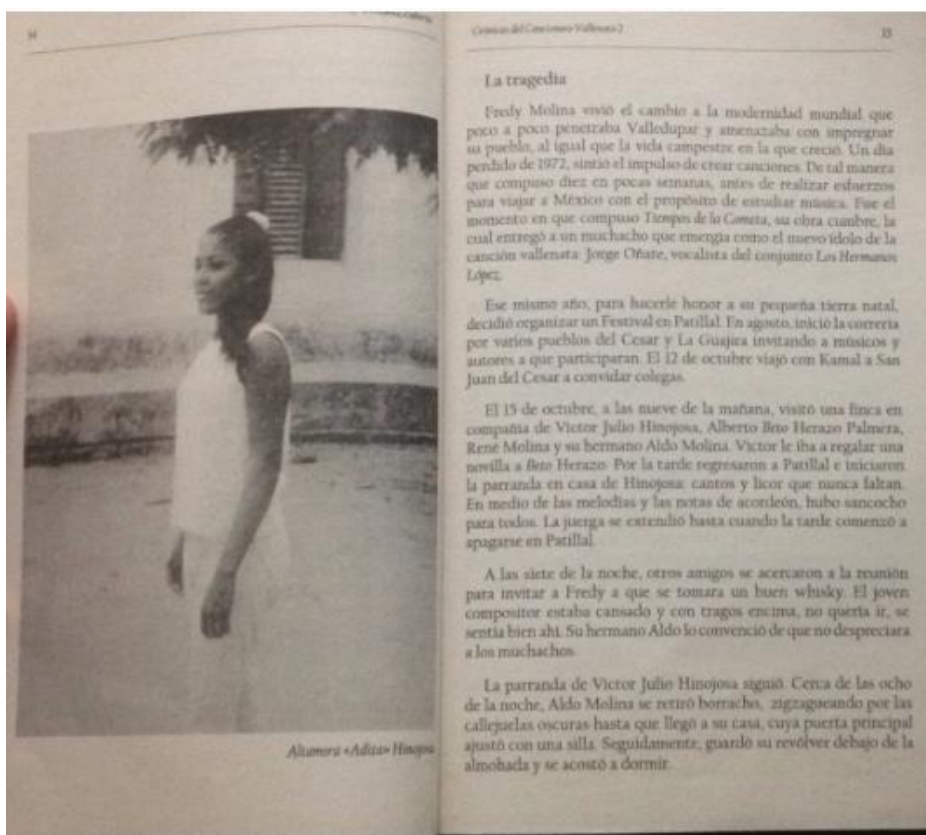 14
Altamira «Adita» Hinojosa
Crónicas del Cancionero Vallenato 2
15
La tragedia
Fredy Molina vivió el cambio a la modernidad mundial que
poco a poco penetraba Valledupar y amenazaba con impregnar
su pueblo, al igual que la vida campestre en la que creció. Un día
perdido de 1972, sintió el impulso de crear canciones. De tal manera
que compuso diez en pocas semanas, antes de realizar esfuerzos
para viajar a México con el propósito de estudiar música. Fue el
momento en que compuso Tiempos de la Cometa, su obra cumbre, la
cual entregó a un muchacho que emergía como el nuevo ídolo de la
canción vallenata: Jorge Oñate, vocalista del conjunto Los Hermanos
López.
Ese mismo año, para hacerle honor a su pequeña tierra natal,
decidió organizar un Festival en Patillal. En agosto, inició la correría
por varios pueblos del Cesar y La Guajira invitando a músicos y
autores a que participaran. El 12 de octubre viajó con Kamal a San
Juan del Cesar a convidar colegas.
El 15 de octubre, a las nueve de la mañana, visitó una finca en
compañía de Víctor Julio Hinojosa, Alberto Beto Herazo Palmera,
René Molina y su hermano Aldo Molina. Víctor le iba a regalar una
novilla a Beto Herazo. Por la tarde regresaron a Patillal e iniciaron
la parranda en casa de Hinojosa: cantos y licor que nunca faltan.
En medio de las melodías y las notas de acordeón, hubo sancocho
para todos. La juerga se extendió hasta cuando la tarde comenzó a
apagarse en Patillal.
A las siete de la noche, otros amigos se acercaron a la reunión
para invitar a Fredy a que se tomara un buen whisky. El joven
compositor estaba cansado y con tragos encima, no quería ir, se
sentía bien ahí. Su hermano Aldo lo convenció de que no despreciara
a los muchachos.
La parranda de Víctor Julio Hinojosa siguió. Cerca de las ocho
de la noche, Aldo Molina se retiró borracho, zigzagueando por las
callejuelas oscuras hasta que llegó a su casa, cuya puerta principal
ajustó con una silla. Seguidamente, guardó su revólver debajo de la
almohada y se acostó a dormir.